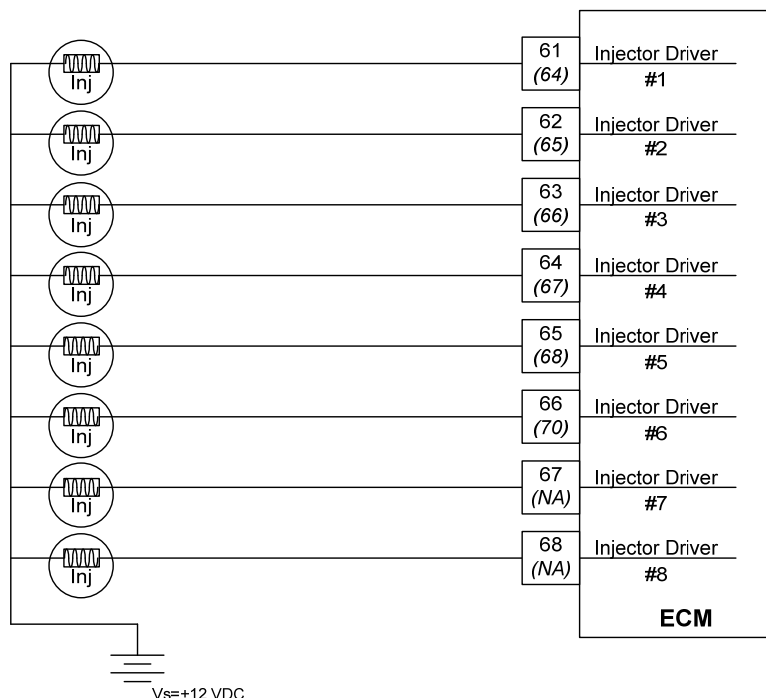 Inj
61
(64)
Injector Driver
#1
Inj
62
(65)
Injector Driver
#2
Inj
63
(66)
Injector Driver
#3
Inj
64
(67)
Injector Driver
#4
Inj
65
(68)
Injector Driver
#5
Inj
66
(70)
Injector Driver
#6
Inj
67
(NA)
Injector Driver
#7
Inj
68
(NA)
Injector Driver
#8
ECM
Vs=+12 VDC